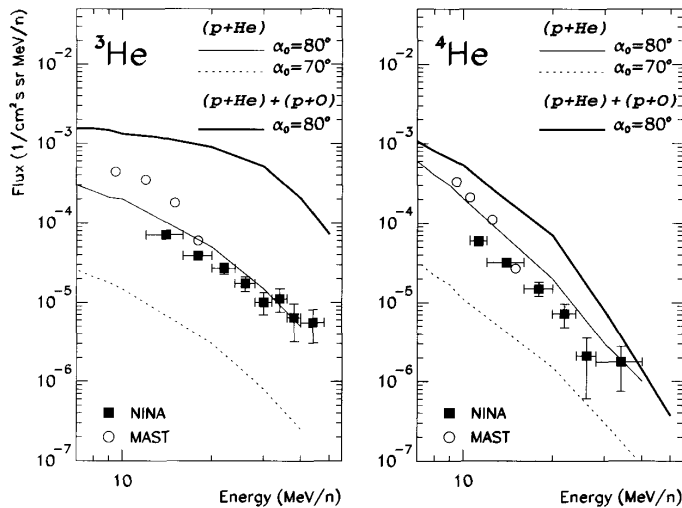 Flux (1/cm² s sr MeV/n)
10⁻²
10⁻³
10⁻⁴
10⁻⁵
10⁻⁶
10⁻⁷
³He
(p+He)
α₀=80°
α₀=70°
(p+He)+(p+O)
α₀=80°
NINA
MAST
10
Energy (MeV/n)
⁴He
(p+He)
α₀=80°
α₀=70°
(p+He)+(p+O)
α₀=80°
10⁻²
10⁻³
10⁻⁴
10⁻⁵
10⁻⁶
10⁻⁷
NINA
MAST
10
Energy (MeV/n)